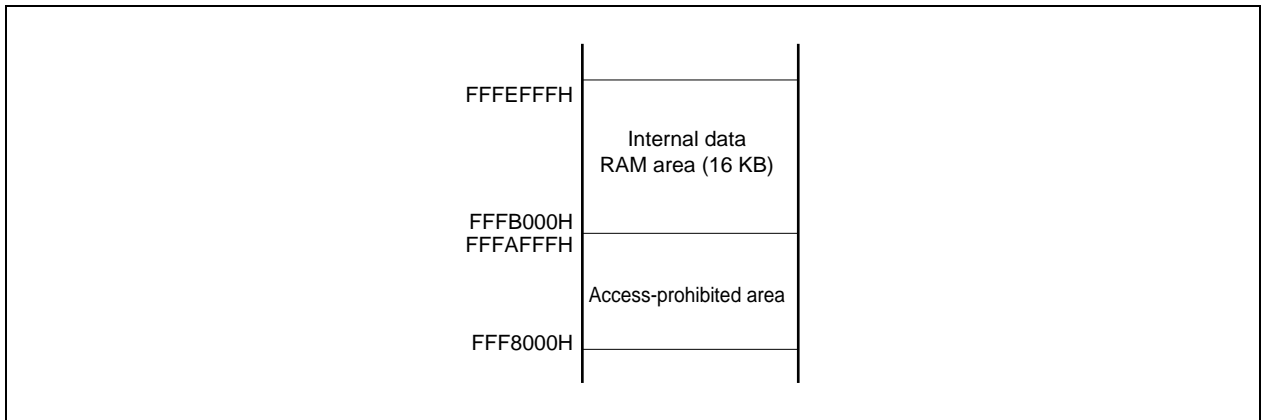 FFFEFFFH
Internal data
RAM area (16 KB)
FFFB000H
FFFAFFFH
Access-prohibited area
FFF8000H